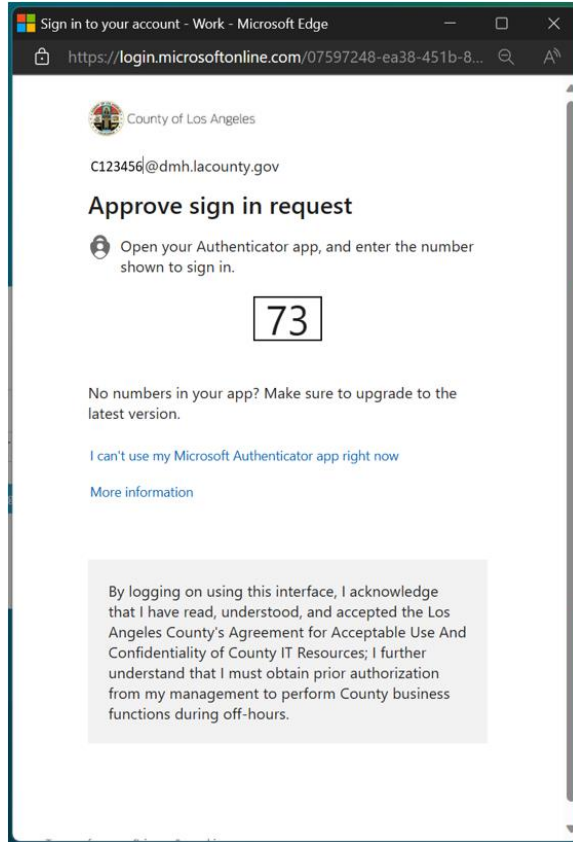 Sign in to your account - Work - Microsoft Edge
https://login.microsoftonline.com/07597248-ea38-451b-8...
County of Los Angeles
C123456@dmh.lacounty.gov
Approve sign in request
Open your Authenticator app, and enter the number
shown to sign in.
73
No numbers in your app? Make sure to upgrade to the
latest version.
I can't use my Microsoft Authenticator app right now
More information
By logging on using this interface, I acknowledge
that I have read, understood, and accepted the Los
Angeles County's Agreement for Acceptable Use And
Confidentiality of County IT Resources; I further
understand that I must obtain prior authorization
from my management to perform County business
functions during off-hours.